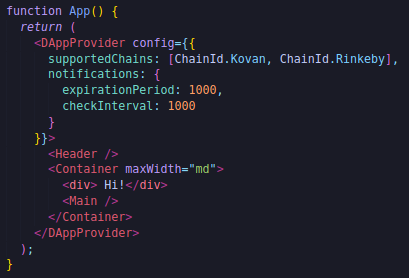 function App() {
  return (
    <DAppProvider config={{
      supportedChains: [ChainId.Kovan, ChainId.Rinkeby],
      notifications: {
        expirationPeriod: 1000,
        checkInterval: 1000
      }
    }}>
      <Header />
      <Container maxWidth="md">
        <div> Hi!</div>
        <Main />
      </Container>
    </DAppProvider>
  );
}